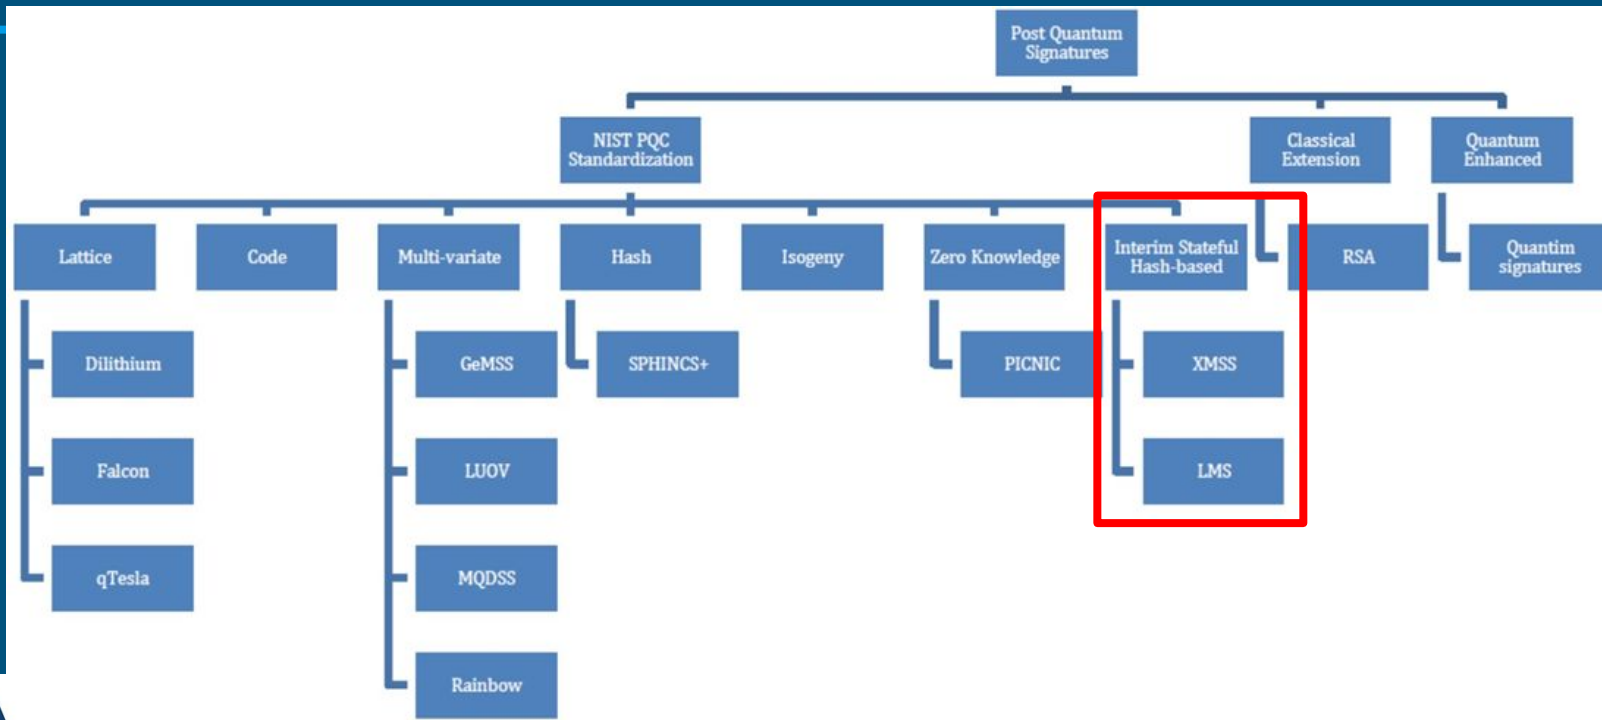 Post Quantum
Signatures
NIST PQC
Standardization
Classical
Extension
Quantum
Enhanced
Lattice
Code
Multi-variate
Hash
Isogeny
Zero Knowledge
Interim Stateful
Hash-based
RSA
Quantim
signatures
Dilithium
GeMSS
SPHINCS+
PICNIC
XMSS
Falcon
LUOV
LMS
qTesla
MQDSS
Rainbow